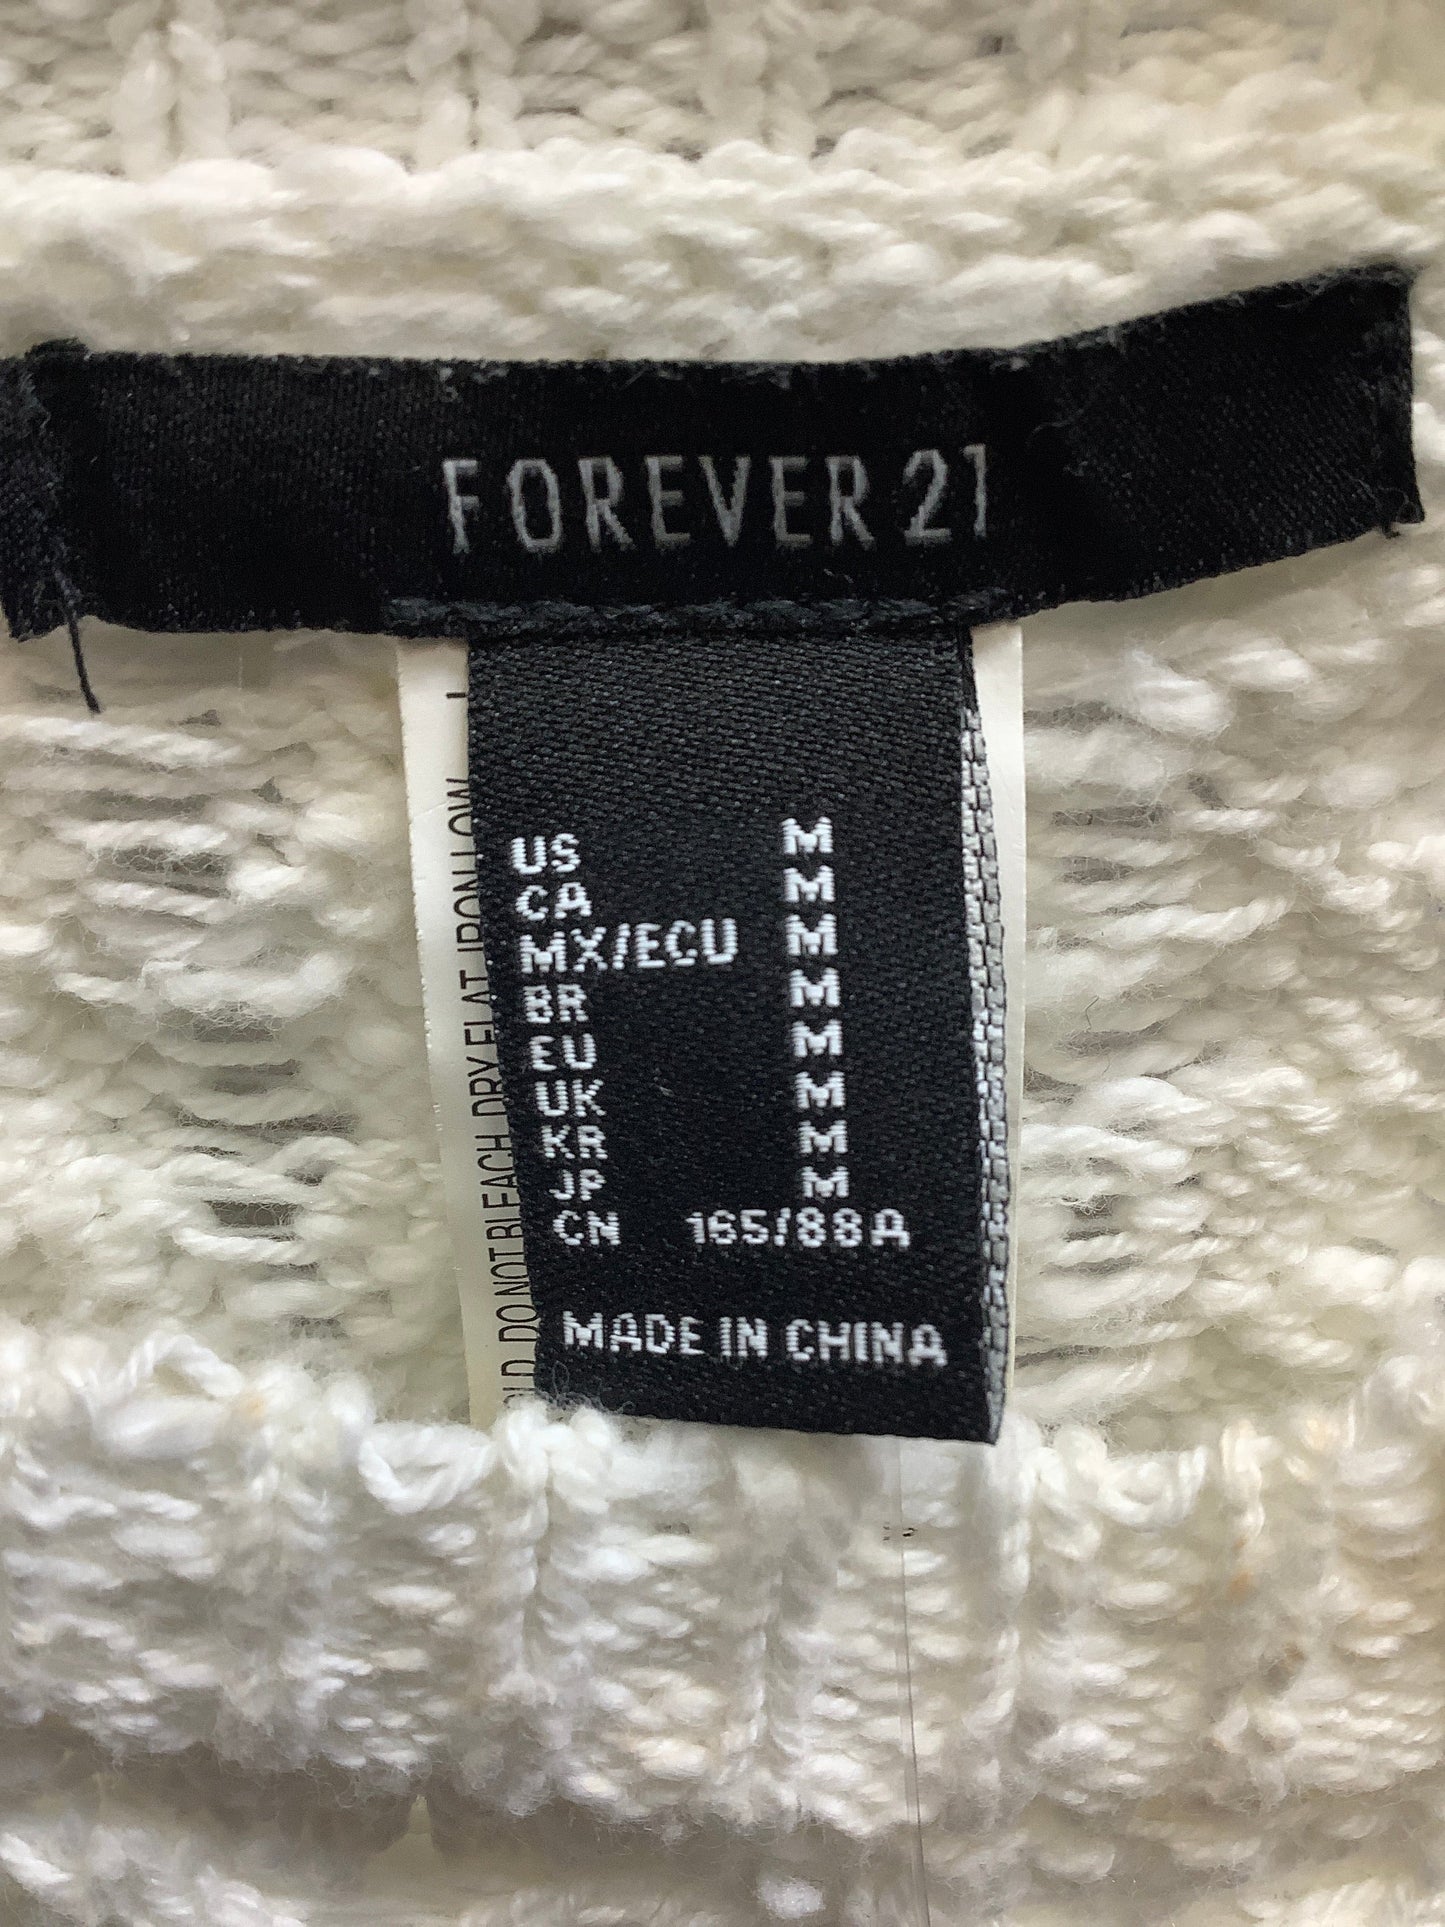 FOREVER 21
US M
CA M
MX/ECU M
BR M
EU M
UK M
KR M
JP M
CN 165/88A
MADE IN CHINA
DO NOT BLEACH DRY FLAT IRON LOW